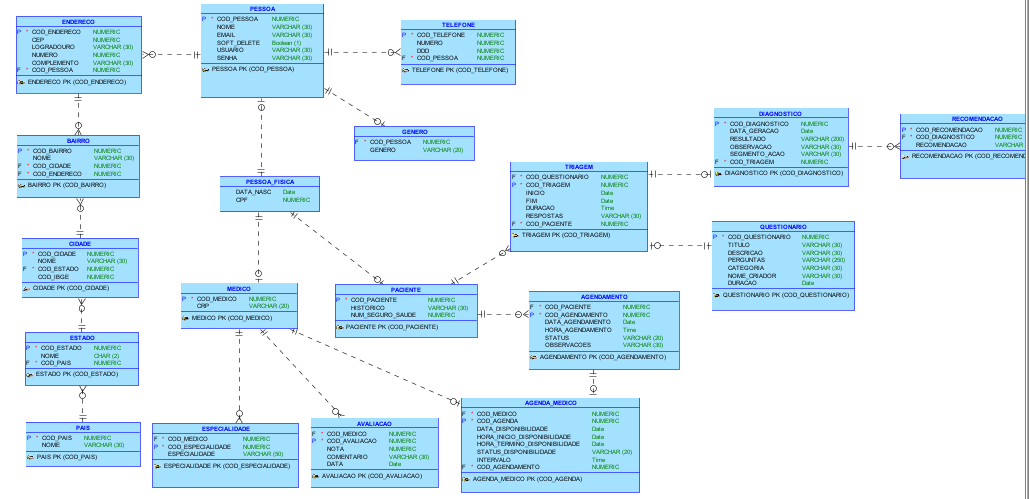 ENDERECO
P * COD_ENDERECO NUMERIC
CEP NUMERIC
LOGRADOURO VARCHAR (30)
NUMERO NUMERIC
COMPLEMENTO VARCHAR (30)
F * COD_PESSOA NUMERIC
ENDERECO PK (COD_ENDERECO)
PESSOA
P * COD_PESSOA NUMERIC
NOME VARCHAR (30)
EMAIL VARCHAR (30)
SOFT_DELETE Boolean (1)
USUARIO VARCHAR (30)
SENHA VARCHAR (30)
PESSOA PK (COD_PESSOA)
TELEFONE
P * COD_TELEFONE NUMERIC
NUMERO NUMERIC
DDD NUMERIC
F * COD_PESSOA NUMERIC
TELEFONE PK (COD_TELEFONE)
GENERO
P * COD_PESSOA NUMERIC
GENERO VARCHAR (20)
DIAGNOSTICO
P * COD_DIAGNOSTICO NUMERIC
DATA_GERACAO Date
RESULTADO VARCHAR (200)
OBSERVACAO VARCHAR (30)
SEGMENTO_ACAO VARCHAR (30)
F * COD_TRIAGEM NUMERIC
DIAGNOSTICO PK (COD_DIAGNOSTICO)
RECOMENDACAO
P * COD_RECOMENDACAO NUMERIC
F * COD_DIAGNOSTICO NUMERIC
RECOMENDACAO VARCHAR
RECOMENDACAO PK (COD_RECOMEND
BAIRRO
P * COD_BAIRRO NUMERIC
NOME VARCHAR (30)
F * COD_CIDADE NUMERIC
F * COD_ENDERECO NUMERIC
BAIRRO PK (COD_BAIRRO)
PESSOA_FISICA
DATA_NASC Date
CPF NUMERIC
TRIAGEM
F * COD_QUESTIONARIO NUMERIC
P * COD_TRIAGEM NUMERIC
INICIO Date
FIM Date
DURACAO Time
RESPOSTAS VARCHAR (30)
F * COD_PACIENTE NUMERIC
TRIAGEM PK (COD_TRIAGEM)
QUESTIONARIO
P * COD_QUESTIONARIO NUMERIC
TITULO VARCHAR (30)
DESCRICAO VARCHAR (30)
PERGUNTAS VARCHAR (250)
CATEGORIA VARCHAR (30)
NOME_CRIADOR VARCHAR (30)
DURACAO Date
QUESTIONARIO PK (COD_QUESTIONARIO)
CIDADE
P * COD_CIDADE NUMERIC
NOME VARCHAR (30)
F * COD_ESTADO NUMERIC
COD_IBGE NUMERIC
CIDADE PK (COD_CIDADE)
MEDICO
P * COD_MEDICO NUMERIC
CRP VARCHAR (20)
MEDICO PK (COD_MEDICO)
PACIENTE
P * COD_PACIENTE NUMERIC
HISTORICO VARCHAR (30)
NUM_SEGURO_SAUDE NUMERIC
PACIENTE PK (COD_PACIENTE)
AGENDAMENTO
F * COD_PACIENTE NUMERIC
P * COD_AGENDAMENTO NUMERIC
DATA_AGENDAMENTO Date
HORA_AGENDAMENTO Time
STATUS VARCHAR (20)
OBSERVACOES VARCHAR (30)
AGENDAMENTO PK (COD_AGENDAMENTO)
ESTADO
P * COD_ESTADO NUMERIC
NOME CHAR (2)
F * COD_PAIS NUMERIC
ESTADO PK (COD_ESTADO)
PAIS
P * COD_PAIS NUMERIC
NOME VARCHAR (30)
PAIS PK (COD_PAIS)
ESPECIALIDADE
F * COD_MEDICO NUMERIC
P * COD_ESPECIALIDADE NUMERIC
ESPECIALIDADE VARCHAR (50)
ESPECIALIDADE PK (COD_ESPECIALIDADE)
AVALIACAO
F * COD_MEDICO NUMERIC
P * COD_AVALIACAO NUMERIC
NOTA NUMERIC
COMENTARIO VARCHAR (30)
DATA Date
AVALIACAO PK (COD_AVALIACAO)
AGENDA_MEDICO
F * COD_MEDICO NUMERIC
P * COD_AGENDA NUMERIC
DATA_DISPONIBILIDADE Date
HORA_INICIO_DISPONIBILIDADE Time
HORA_TERMINO_DISPONIBILIDADE Time
STATUS_DISPONIBILIDADE VARCHAR (20)
INTERVALO Time
F * COD_AGENDAMENTO NUMERIC
AGENDA_MEDICO PK (COD_AGENDA)